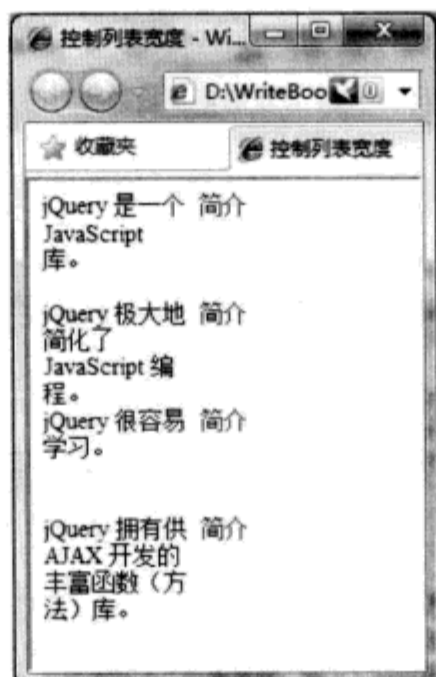 控制列表宽度 - Wi...
D:\WriteBoo
收藏夹 控制列表宽度
jQuery 是一个 简介
JavaScript
库。
jQuery 极大地 简介
简化了
JavaScript 编
程。
jQuery 很容易 简介
学习。
jQuery 拥有供 简介
AJAX 开发的
丰富函数（方
法）库。